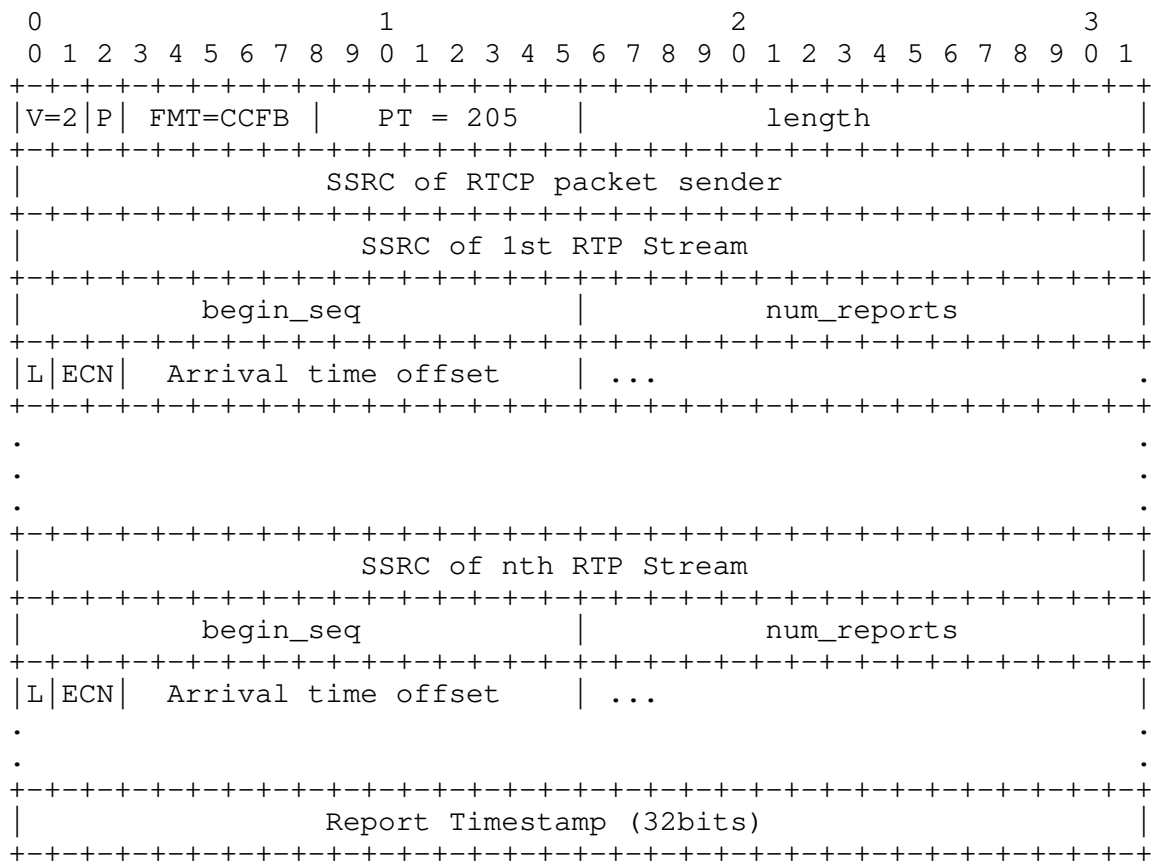 0                   1                   2                   3
 0 1 2 3 4 5 6 7 8 9 0 1 2 3 4 5 6 7 8 9 0 1 2 3 4 5 6 7 8 9 0 1
+-+-+-+-+-+-+-+-+-+-+-+-+-+-+-+-+-+-+-+-+-+-+-+-+-+-+-+-+-+-+-+-+
|V=2|P| FMT=CCFB |   PT = 205    |          length               |
+-+-+-+-+-+-+-+-+-+-+-+-+-+-+-+-+-+-+-+-+-+-+-+-+-+-+-+-+-+-+-+-+
|                 SSRC of RTCP packet sender                    |
+-+-+-+-+-+-+-+-+-+-+-+-+-+-+-+-+-+-+-+-+-+-+-+-+-+-+-+-+-+-+-+-+
|                   SSRC of 1st RTP Stream                      |
+-+-+-+-+-+-+-+-+-+-+-+-+-+-+-+-+-+-+-+-+-+-+-+-+-+-+-+-+-+-+-+-+
|          begin_seq            |          num_reports          |
+-+-+-+-+-+-+-+-+-+-+-+-+-+-+-+-+-+-+-+-+-+-+-+-+-+-+-+-+-+-+-+-+
|L|ECN|  Arrival time offset    | ...                           .
+-+-+-+-+-+-+-+-+-+-+-+-+-+-+-+-+-+-+-+-+-+-+-+-+-+-+-+-+-+-+-+-+
.                                                               .
.                                                               .
.                                                               .
+-+-+-+-+-+-+-+-+-+-+-+-+-+-+-+-+-+-+-+-+-+-+-+-+-+-+-+-+-+-+-+-+
|                   SSRC of nth RTP Stream                      |
+-+-+-+-+-+-+-+-+-+-+-+-+-+-+-+-+-+-+-+-+-+-+-+-+-+-+-+-+-+-+-+-+
|          begin_seq            |          num_reports          |
+-+-+-+-+-+-+-+-+-+-+-+-+-+-+-+-+-+-+-+-+-+-+-+-+-+-+-+-+-+-+-+-+
|L|ECN|  Arrival time offset    | ...                           |
.                                                               .
.                                                               .
+-+-+-+-+-+-+-+-+-+-+-+-+-+-+-+-+-+-+-+-+-+-+-+-+-+-+-+-+-+-+-+-+
|                 Report Timestamp (32bits)                     |
+-+-+-+-+-+-+-+-+-+-+-+-+-+-+-+-+-+-+-+-+-+-+-+-+-+-+-+-+-+-+-+-+